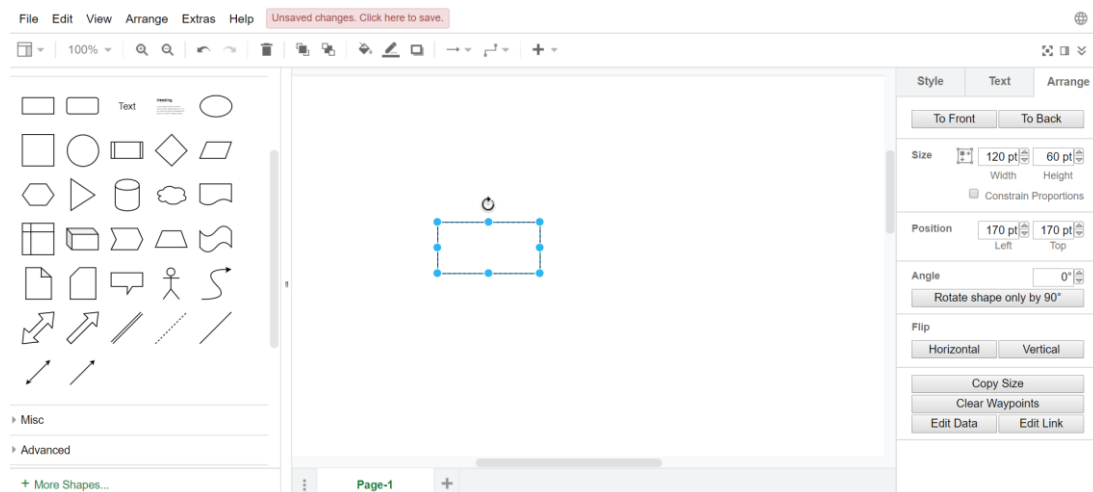 File Edit View Arrange Extras Help Unsaved changes. Click here to save.
100%
Style Text Arrange
Text Heading
To Front To Back
Size 120 pt 60 pt
Width Height
Constrain Proportions
Position 170 pt 170 pt
Left Top
Angle 0°
Rotate shape only by 90°
Flip
Horizontal Vertical
Copy Size
Clear Waypoints
Edit Data Edit Link
Misc
Advanced
+ More Shapes...
Page-1